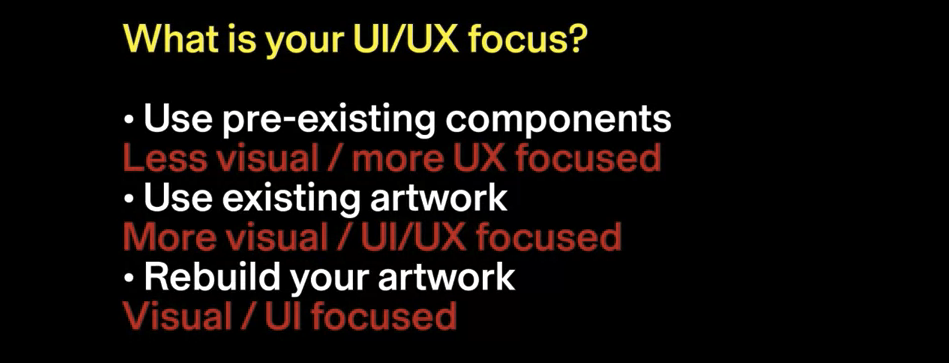 What is your UI/UX focus?
• Use pre-existing components
Less visual / more UX focused
• Use existing artwork
More visual / UI/UX focused
• Rebuild your artwork
Visual / UI focused